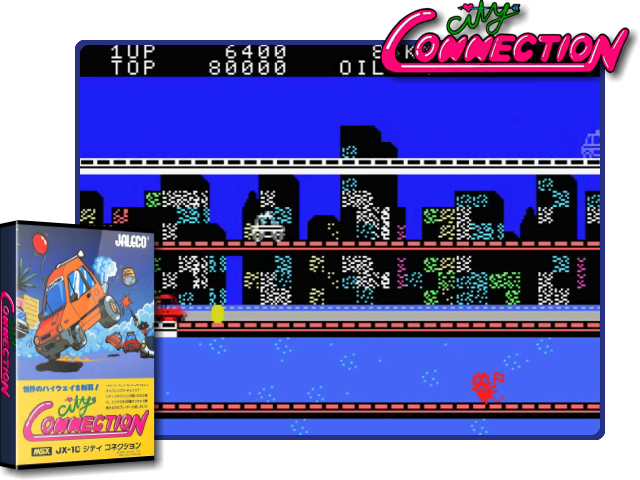 city
CONNECTION
1UP 6400 8 K
TOP 80000 OIL
JALECO
世界のハイウェイを制覇!
city
CONNECTION
MSX JX-10 シティ コネクション
CONNECTION